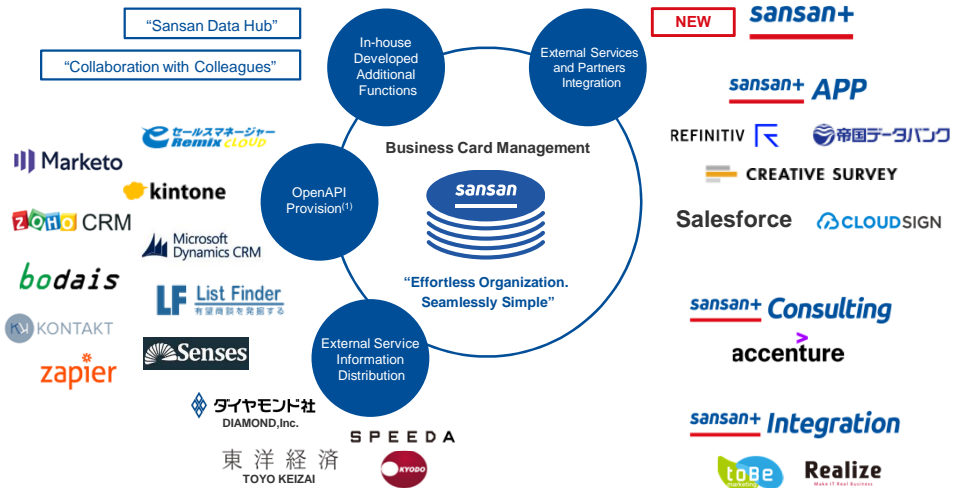 “Sansan Data Hub”
“Collaboration with Colleagues”
In-house
Developed
Additional
Functions
External Services
and Partners
Integration
NEW
sansan+
sansan+ APP
REFINITIV
帝国データバンク
CREATIVE SURVEY
Salesforce
CLOUDSIGN
sansan+ Consulting
accenture
sansan+ Integration
toBe
marketing
Realize
Make IT Real Business
Business Card Management
sansan
“Effortless Organization.
Seamlessly Simple”
OpenAPI
Provision(1)
セールスマネージャー
Remix CLOUD
Marketo
kintone
ZOHO CRM
Microsoft
Dynamics CRM
bodais
LF List Finder
有望商談を発掘する
KONTAKT
Senses
zapier
External Service
Information
Distribution
ダイヤモンド社
DIAMOND,Inc.
SPEEDA
東洋経済
TOYO KEIZAI
KYODO